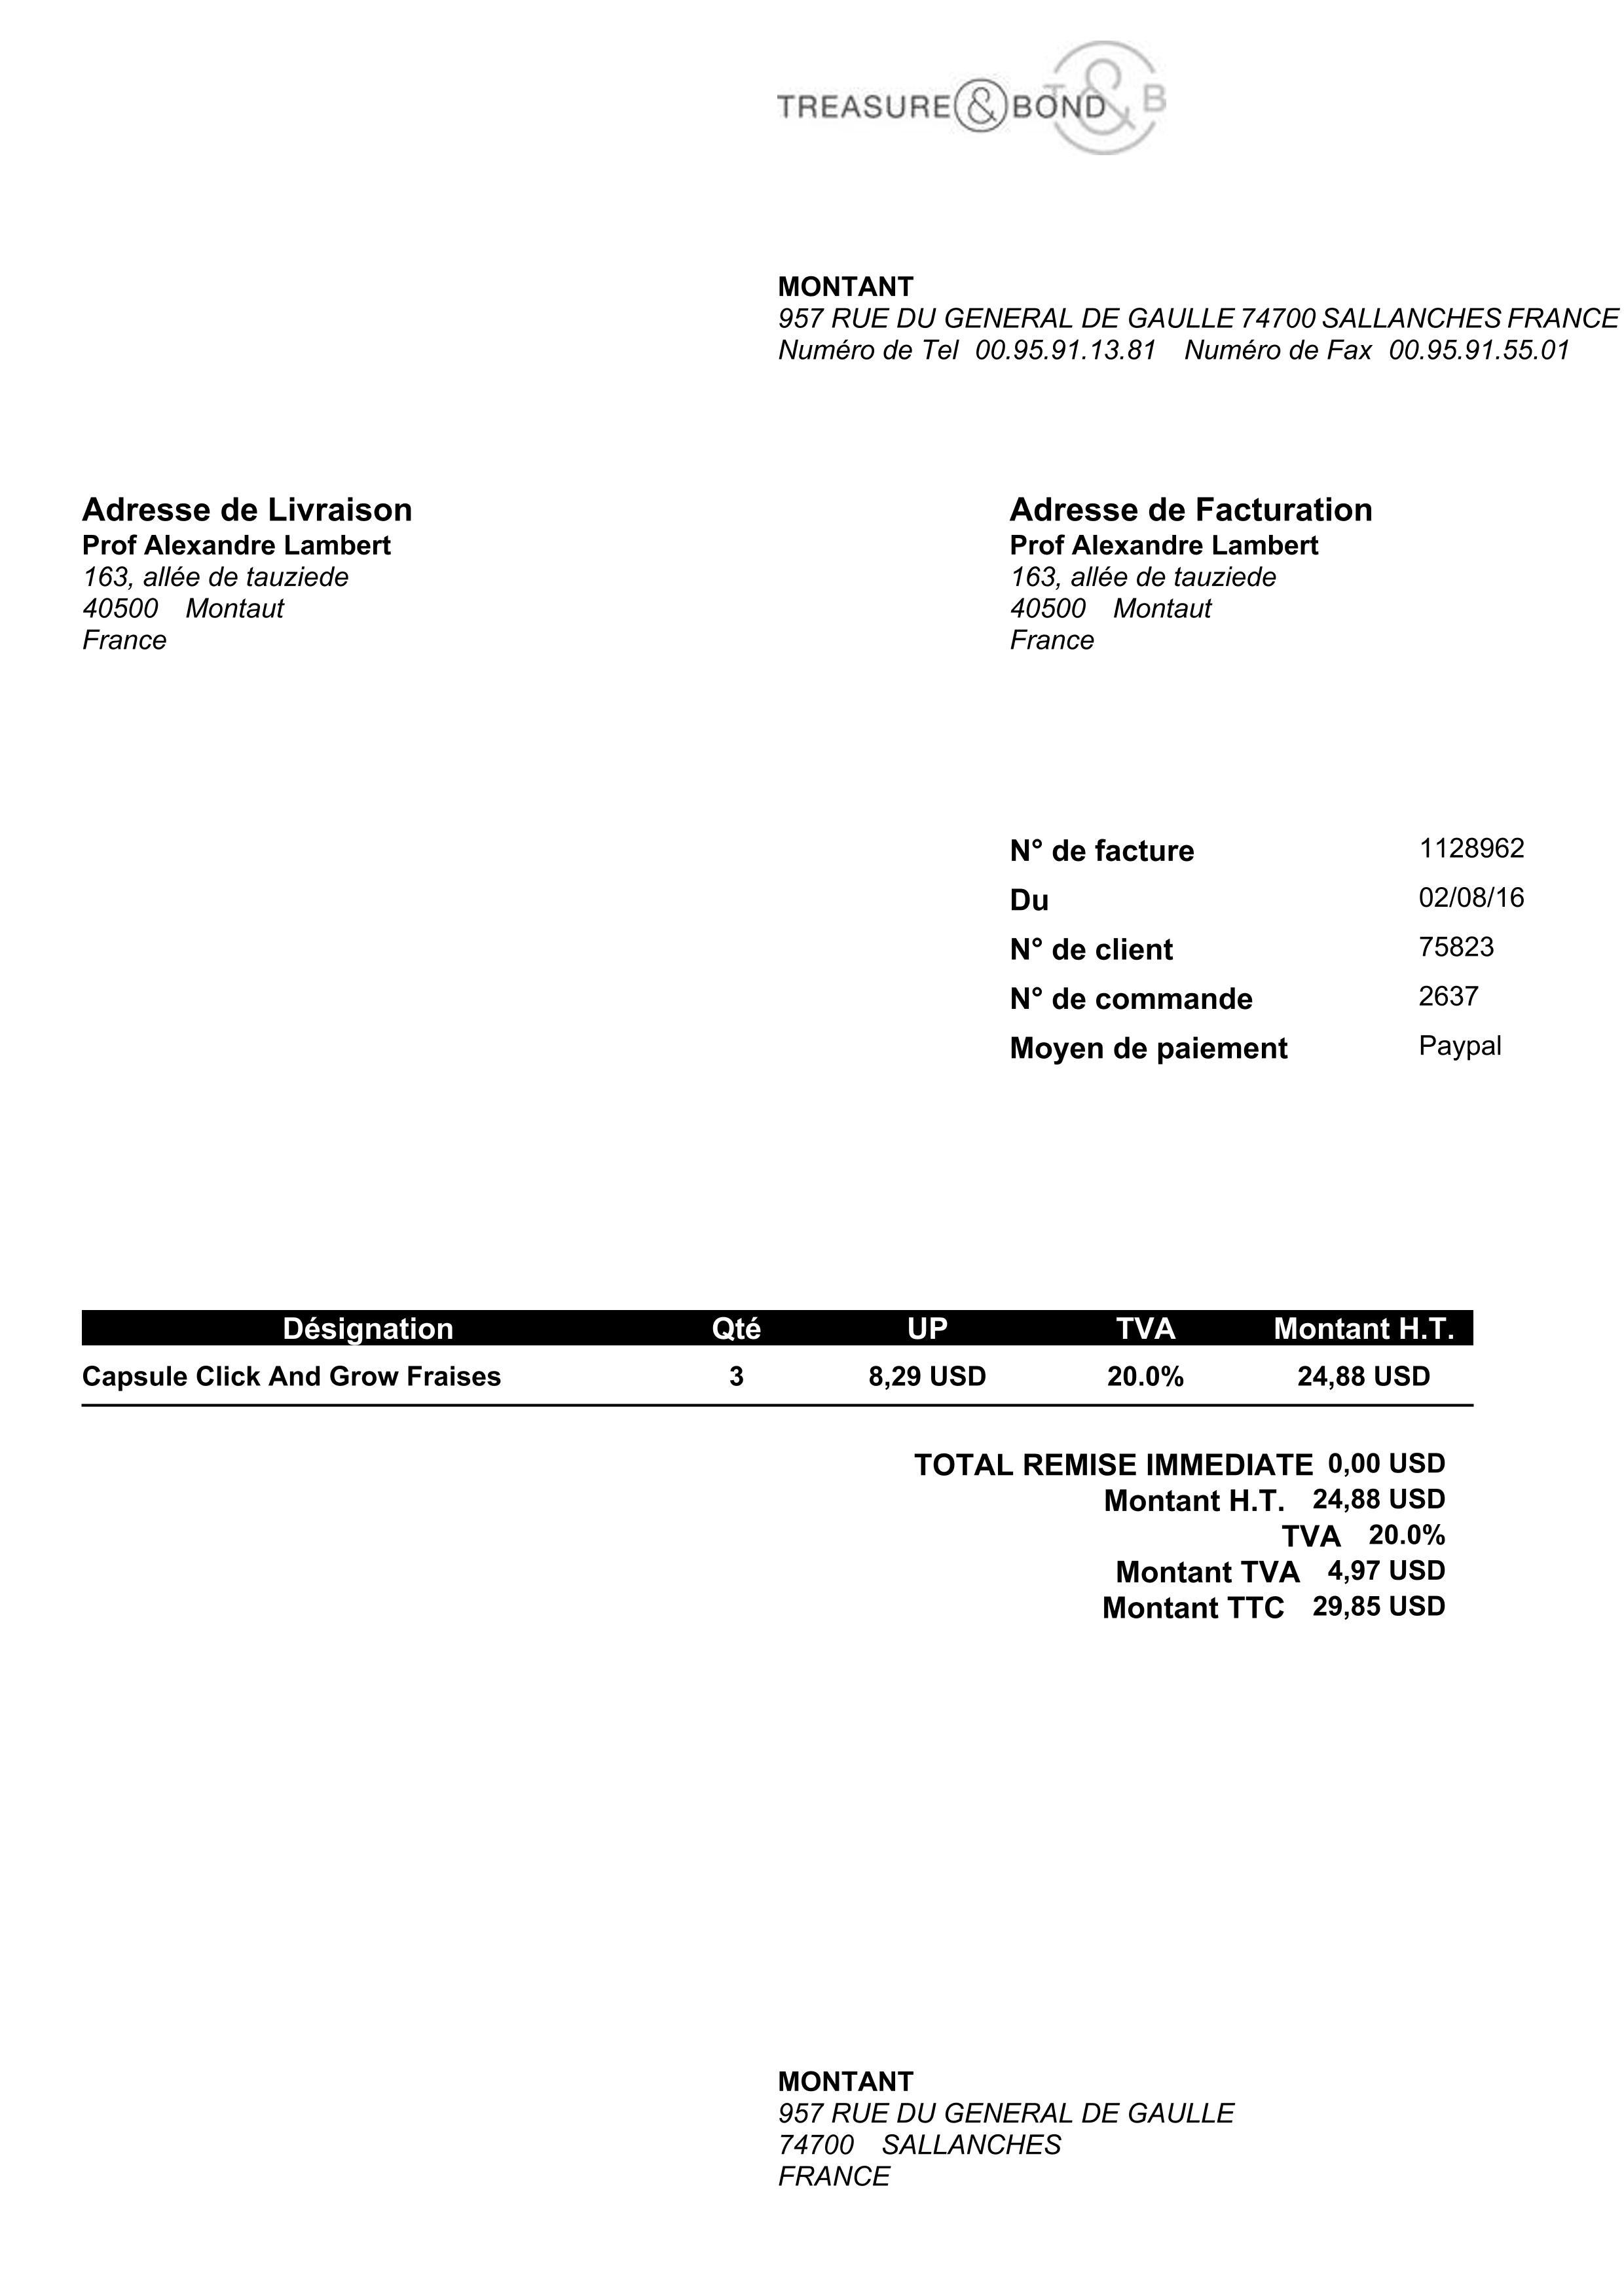 TREASURE & BOND T & B
MONTANT
957 RUE DU GENERAL DE GAULLE 74700 SALLANCHES FRANCE
Numéro de Tel 00.95.91.13.81 Numéro de Fax 00.95.91.55.01
Adresse de Livraison
Prof Alexandre Lambert
163, allée de tauziede
40500 Montaut
France
Adresse de Facturation
Prof Alexandre Lambert
163, allée de tauziede
40500 Montaut
France
N° de facture 1128962
Du 02/08/16
N° de client 75823
N° de commande 2637
Moyen de paiement Paypal
Désignation Qté UP TVA Montant H.T.
Capsule Click And Grow Fraises 3 8,29 USD 20.0% 24,88 USD
TOTAL REMISE IMMEDIATE 0,00 USD
Montant H.T. 24,88 USD
TVA 20.0%
Montant TVA 4,97 USD
Montant TTC 29,85 USD
MONTANT
957 RUE DU GENERAL DE GAULLE
74700 SALLANCHES
FRANCE